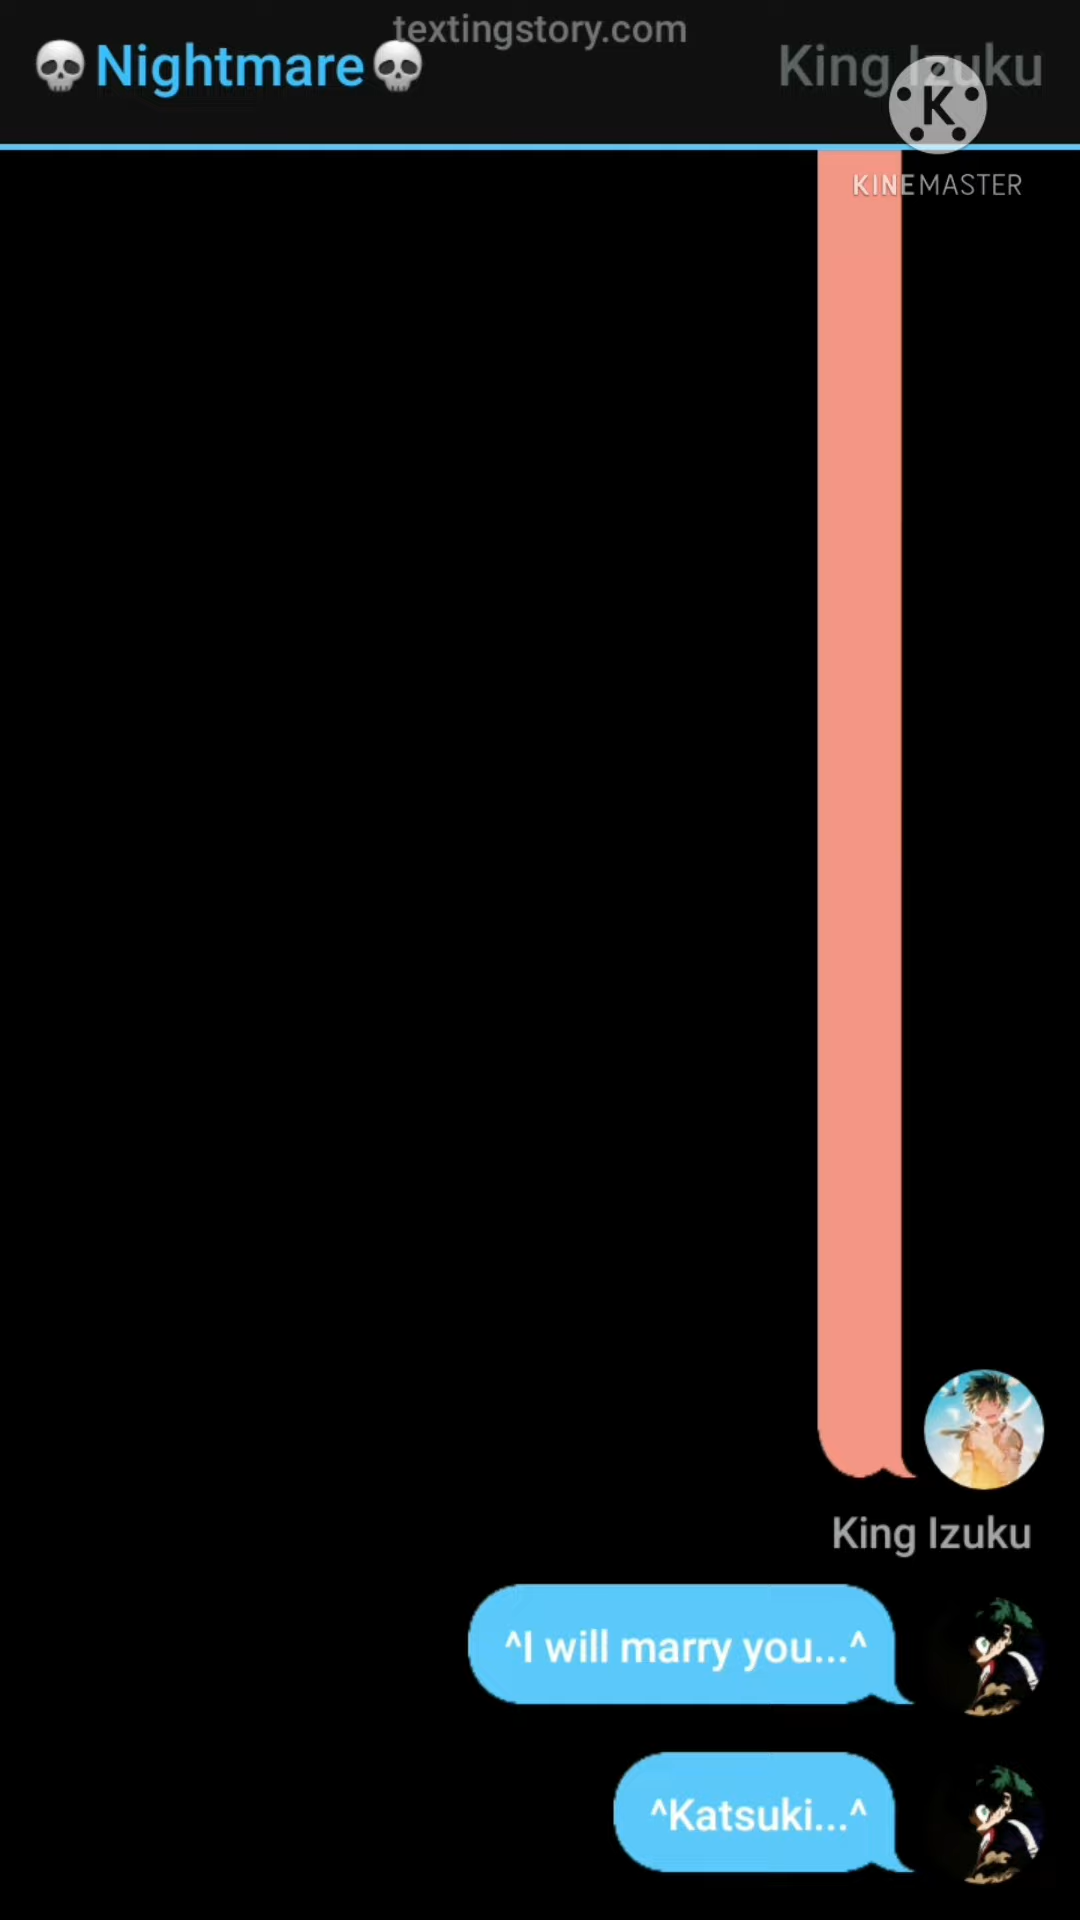 textingstory.com
💀Nightmare💀 King Izuku
K
KINEMASTER
King Izuku
^I will marry you...^
^Katsuki...^